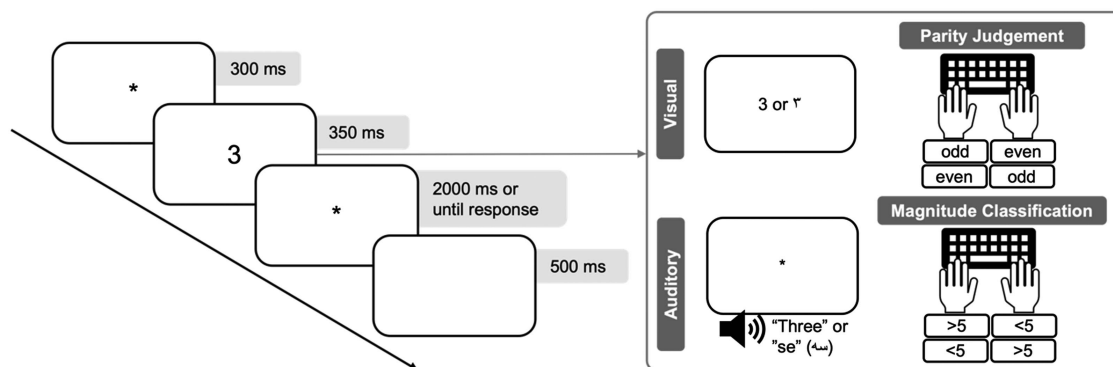 *
300 ms
3
350 ms
*
2000 ms or
until response
500 ms
Visual
3 or ۳
Parity Judgement
odd even
even odd
Auditory
*
"Three" or
"se" (سه)
Magnitude Classification
>5 <5
<5 >5